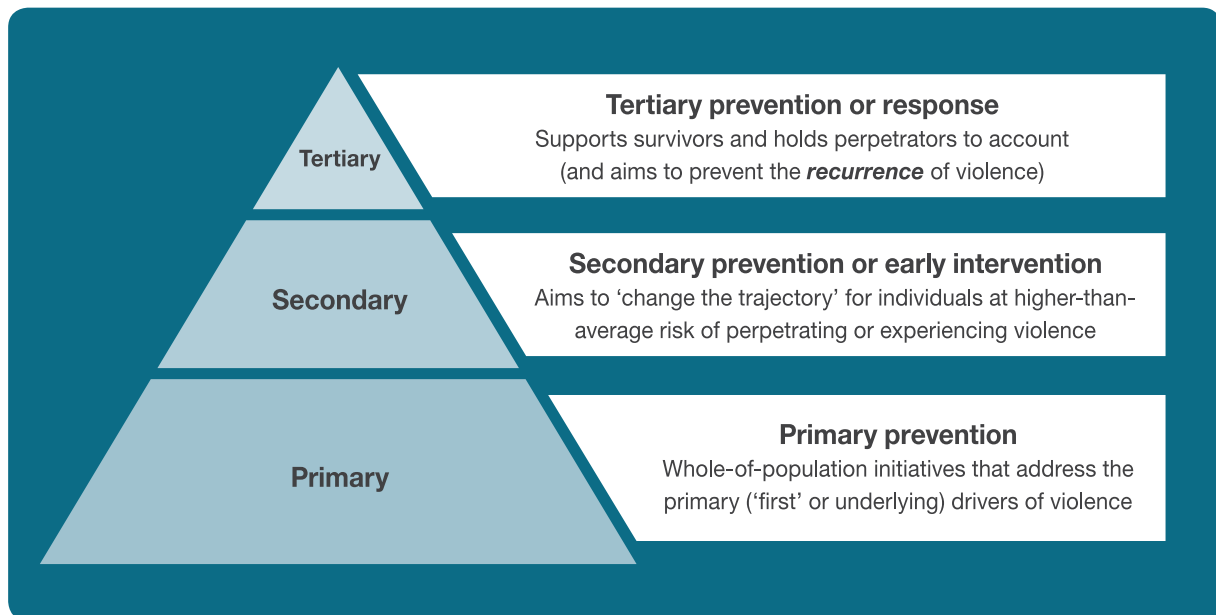 Tertiary
Tertiary prevention or response
Supports survivors and holds perpetrators to account
(and aims to prevent the recurrence of violence)
Secondary
Secondary prevention or early intervention
Aims to ‘change the trajectory’ for individuals at higher-than-
average risk of perpetrating or experiencing violence
Primary
Primary prevention
Whole-of-population initiatives that address the
primary (‘first’ or underlying) drivers of violence